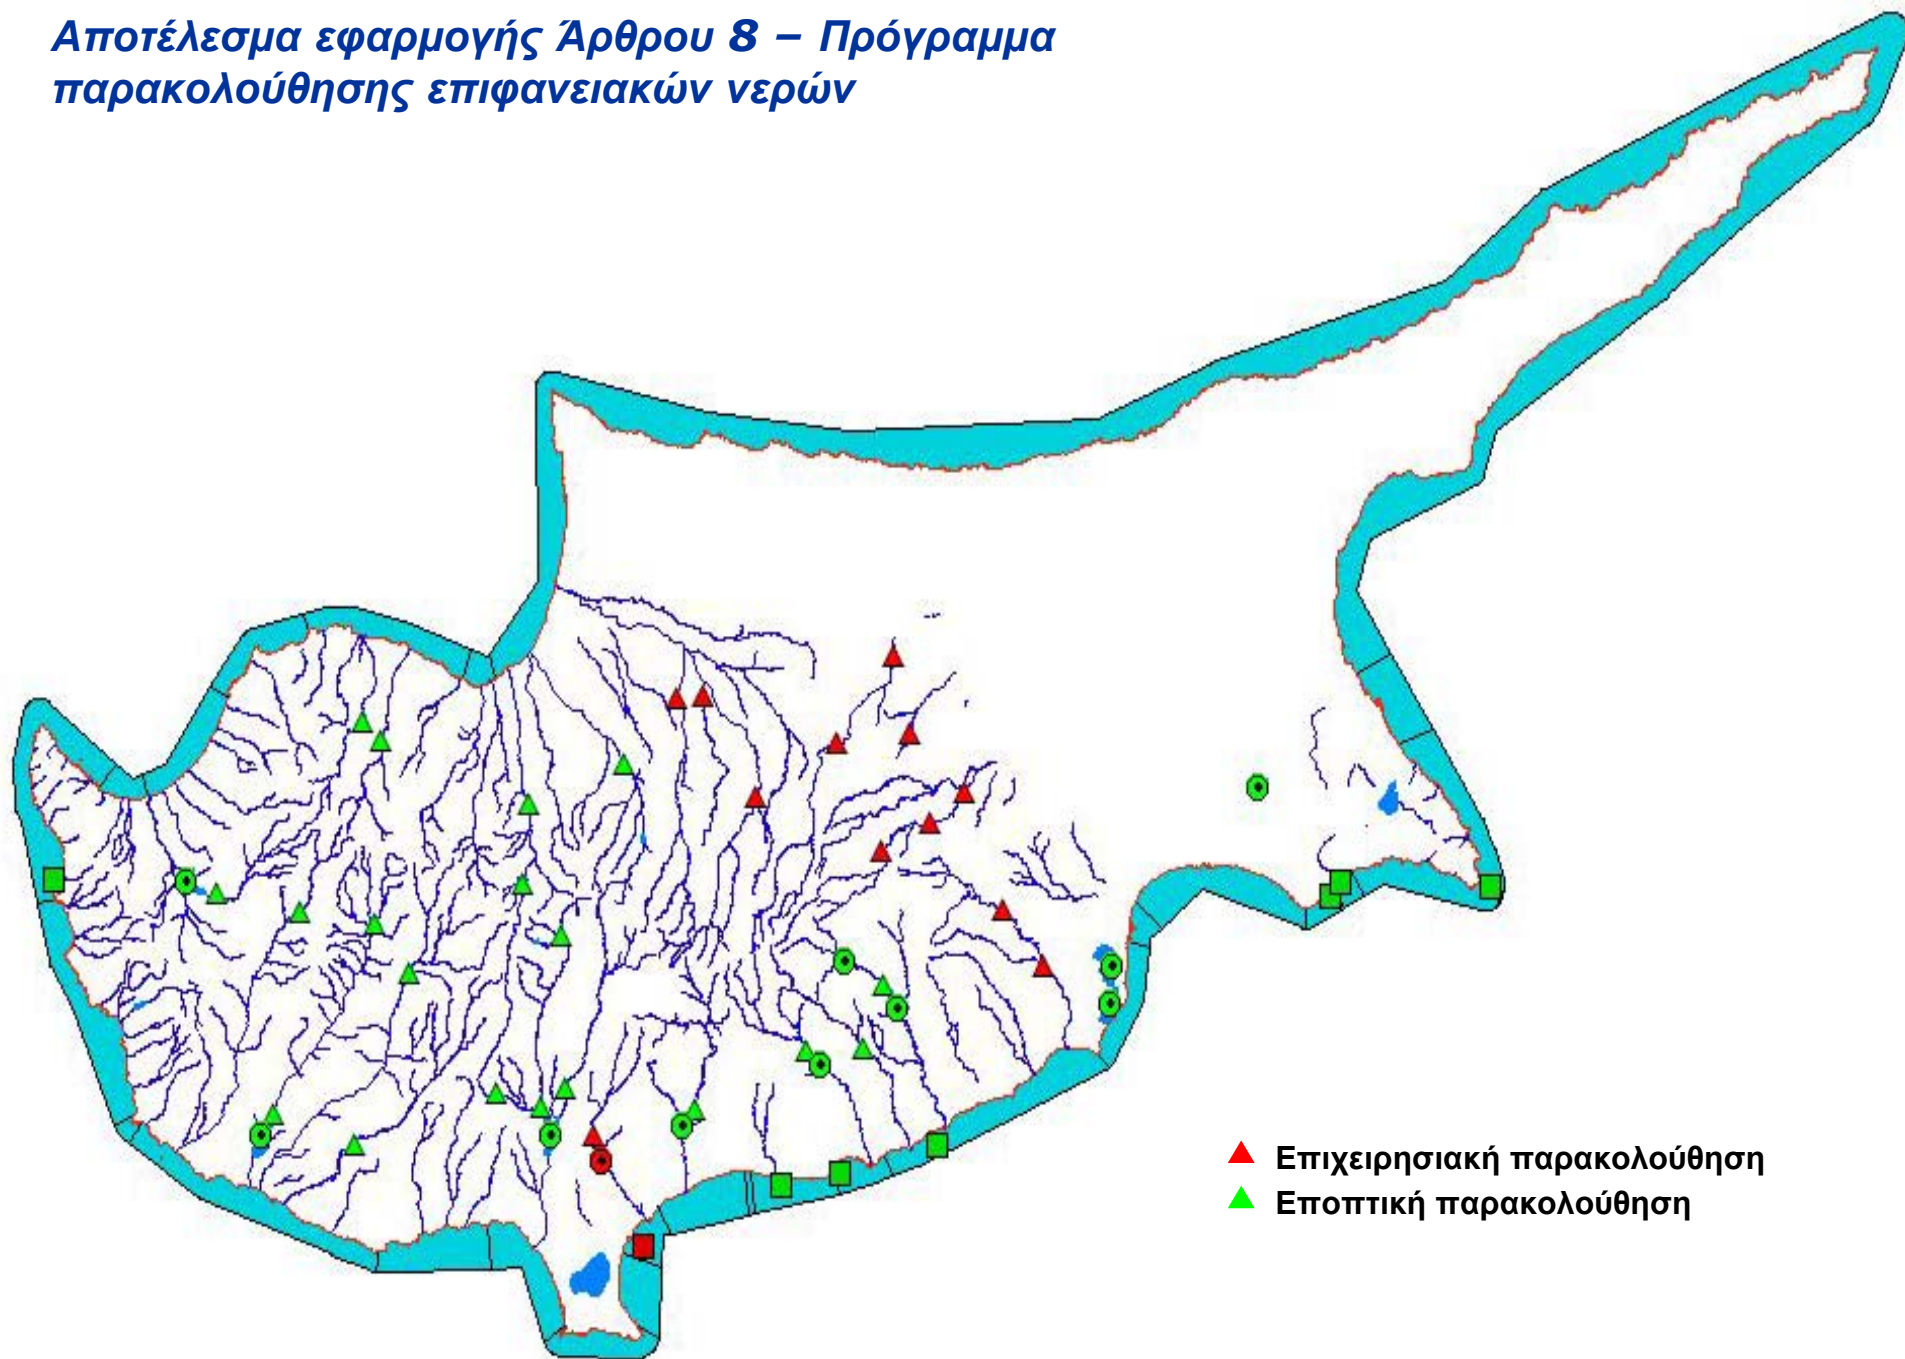 Αποτέλεσμα εφαρμογής Άρθρου 8 – Πρόγραμμα
παρακολούθησης επιφανειακών νερών
Επιχειρησιακή παρακολούθηση
Εποπτική παρακολούθηση